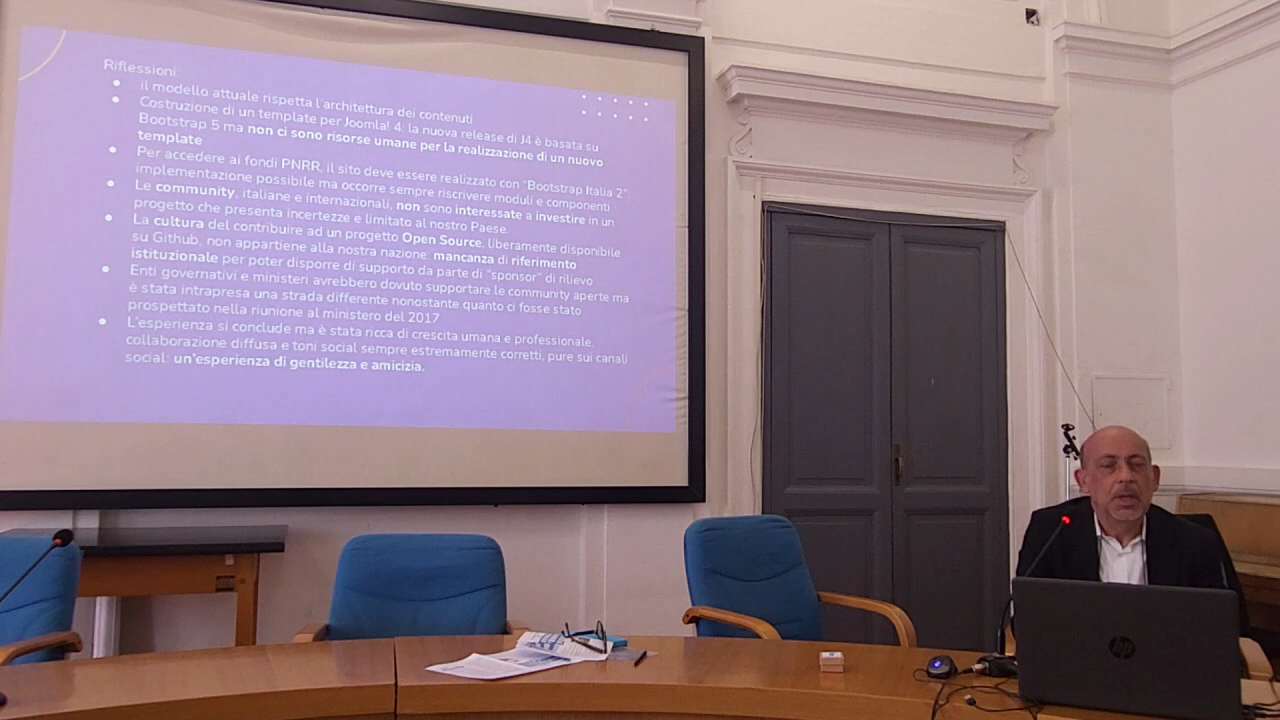 Riflessioni:
● il modello attuale rispetta l'architettura dei contenuti
● Costruzione di un template per Joomla! 4: la nuova release di J4 è basata su
Bootstrap 5 ma non ci sono risorse umane per la realizzazione di un nuovo
template
● Per accedere ai fondi PNRR, il sito deve essere realizzato con "Bootstrap Italia 2":
implementazione possibile ma occorre sempre riscrivere moduli e componenti
● Le community, italiane e internazionali, non sono interessate a investire in un
progetto che presenta incertezze e limitato al nostro Paese.
● La cultura del contribuire ad un progetto Open Source, liberamente disponibile
su Github, non appartiene alla nostra nazione: mancanza di riferimento
istituzionale per poter disporre di supporto da parte di "sponsor" di rilievo
● Enti governativi e ministeri avrebbero dovuto supportare le community aperte ma
è stata intrapresa una strada differente nonostante quanto ci fosse stato
prospettato nella riunione al ministero del 2017
● L'esperienza si conclude ma è stata ricca di crescita umana e professionale,
collaborazione diffusa e toni social sempre estremamente corretti, pure sui canali
social: un'esperienza di gentilezza e amicizia.
hp